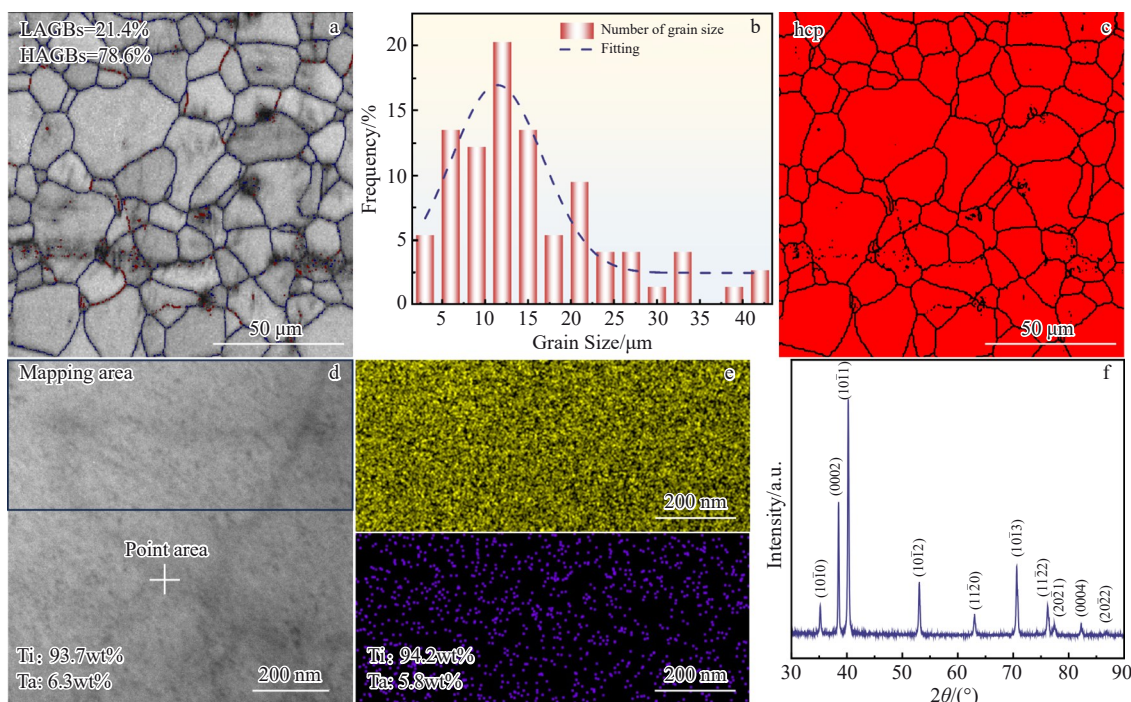 LAGBs=21.4%
HAGBs=78.6%
a
50 μm
b
Number of grain size
Fitting
Frequency/%
20
15
10
5
0
5 10 15 20 25 30 35 40
Grain Size/μm
hcp
c
50 μm
Mapping area
d
Point area
Ti：93.7wt%
Ta: 6.3wt%
200 nm
e
200 nm
Ti：94.2wt%
Ta: 5.8wt%
200 nm
f
Intensity/a.u.
(101̄0)
(0002)
(101̄1)
(101̄2)
(112̄0)
(101̄3)
(112̄2)
(202̄1)
(0004)
(202̄2)
30 40 50 60 70 80 90
2θ/(°)